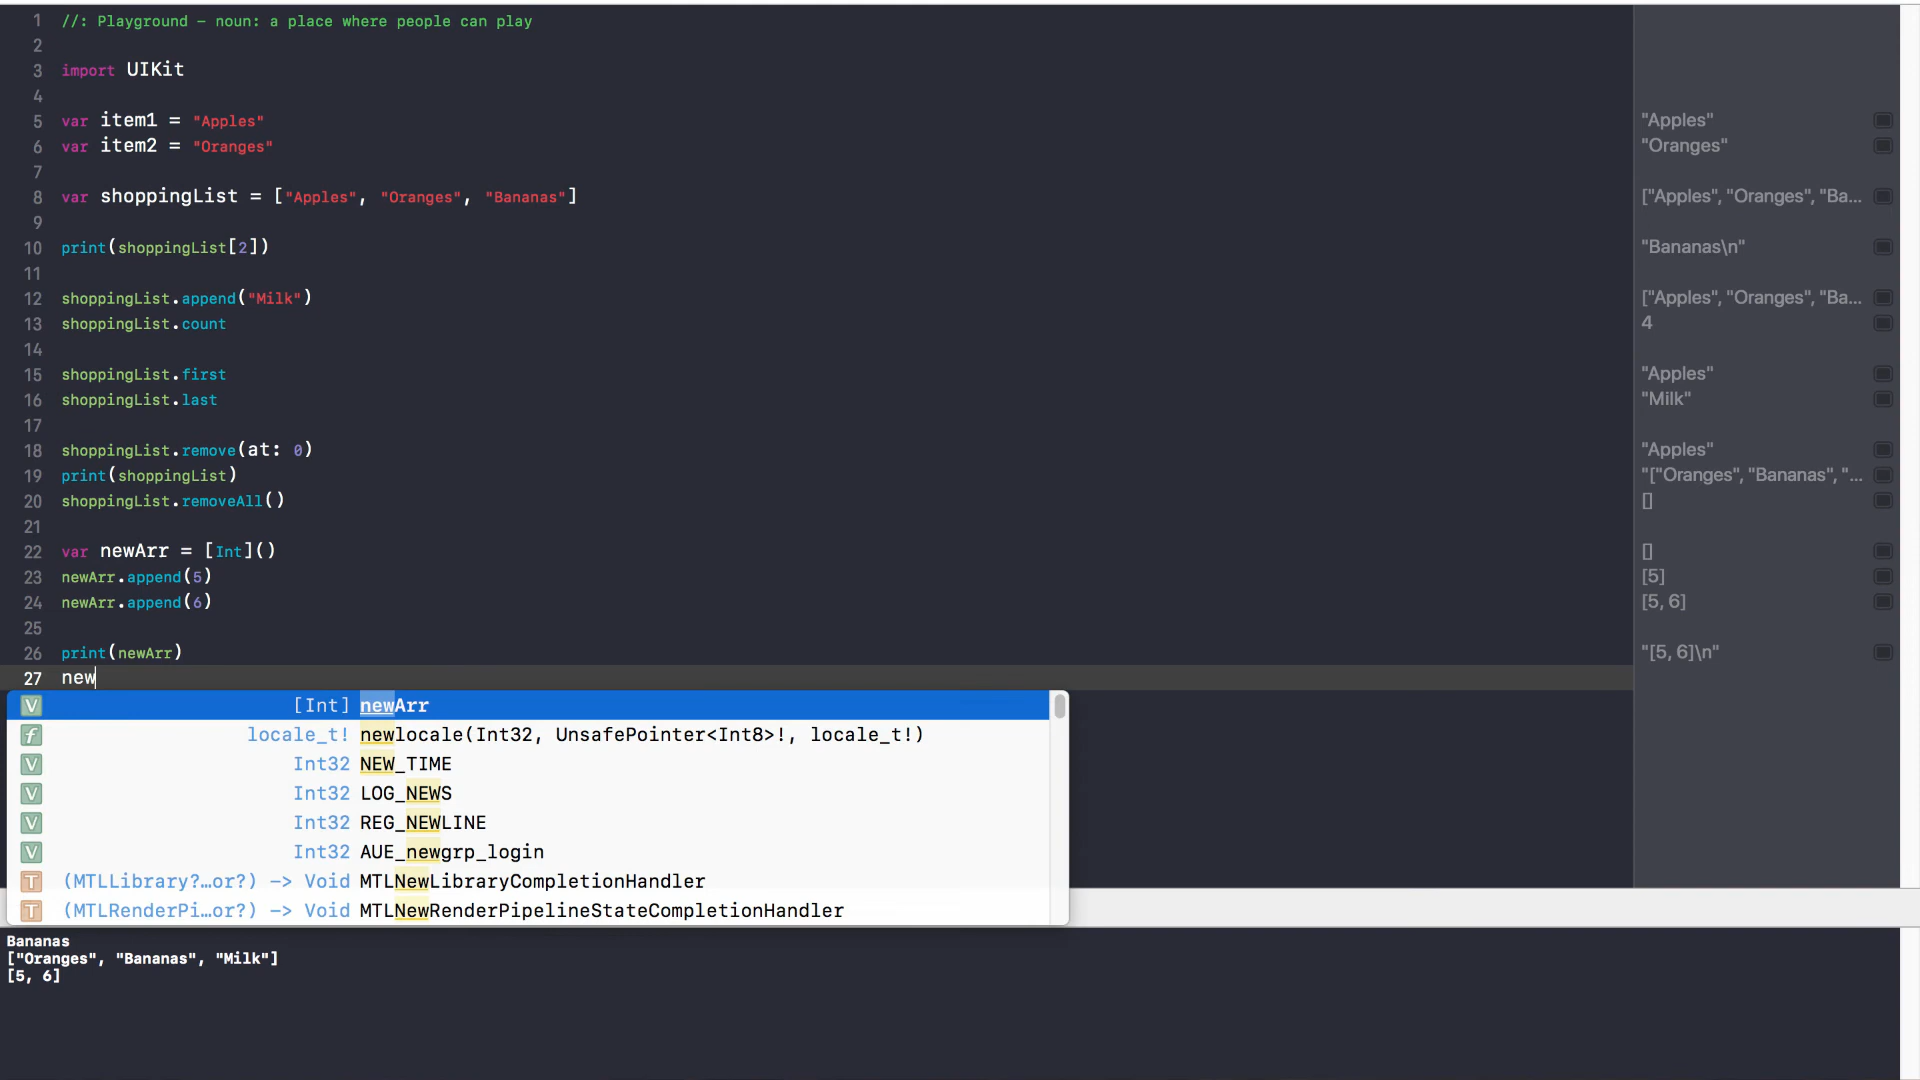 1 //: Playground – noun: a place where people can play
2
3 import UIKit
4
5 var item1 = "Apples" "Apples"
6 var item2 = "Oranges" "Oranges"
7
8 var shoppingList = ["Apples", "Oranges", "Bananas"] ["Apples", "Oranges", "Ba...
9
10 print(shoppingList[2]) "Bananas\n"
11
12 shoppingList.append("Milk") ["Apples", "Oranges", "Ba...
13 shoppingList.count 4
14
15 shoppingList.first "Apples"
16 shoppingList.last "Milk"
17
18 shoppingList.remove(at: 0) "Apples"
19 print(shoppingList) "["Oranges", "Bananas", "...
20 shoppingList.removeAll() []
21
22 var newArr = [Int]() []
23 newArr.append(5) [5]
24 newArr.append(6) [5, 6]
25
26 print(newArr) "[5, 6]\n"
27 new
V [Int] newArr
f locale_t! newlocale(Int32, UnsafePointer<Int8>!, locale_t!)
V Int32 NEW_TIME
V Int32 LOG_NEWS
V Int32 REG_NEWLINE
V Int32 AUE_newgrp_login
T (MTLLibrary?…or?) -> Void MTLNewLibraryCompletionHandler
T (MTLRenderPi…or?) -> Void MTLNewRenderPipelineStateCompletionHandler
Bananas
["Oranges", "Bananas", "Milk"]
[5, 6]